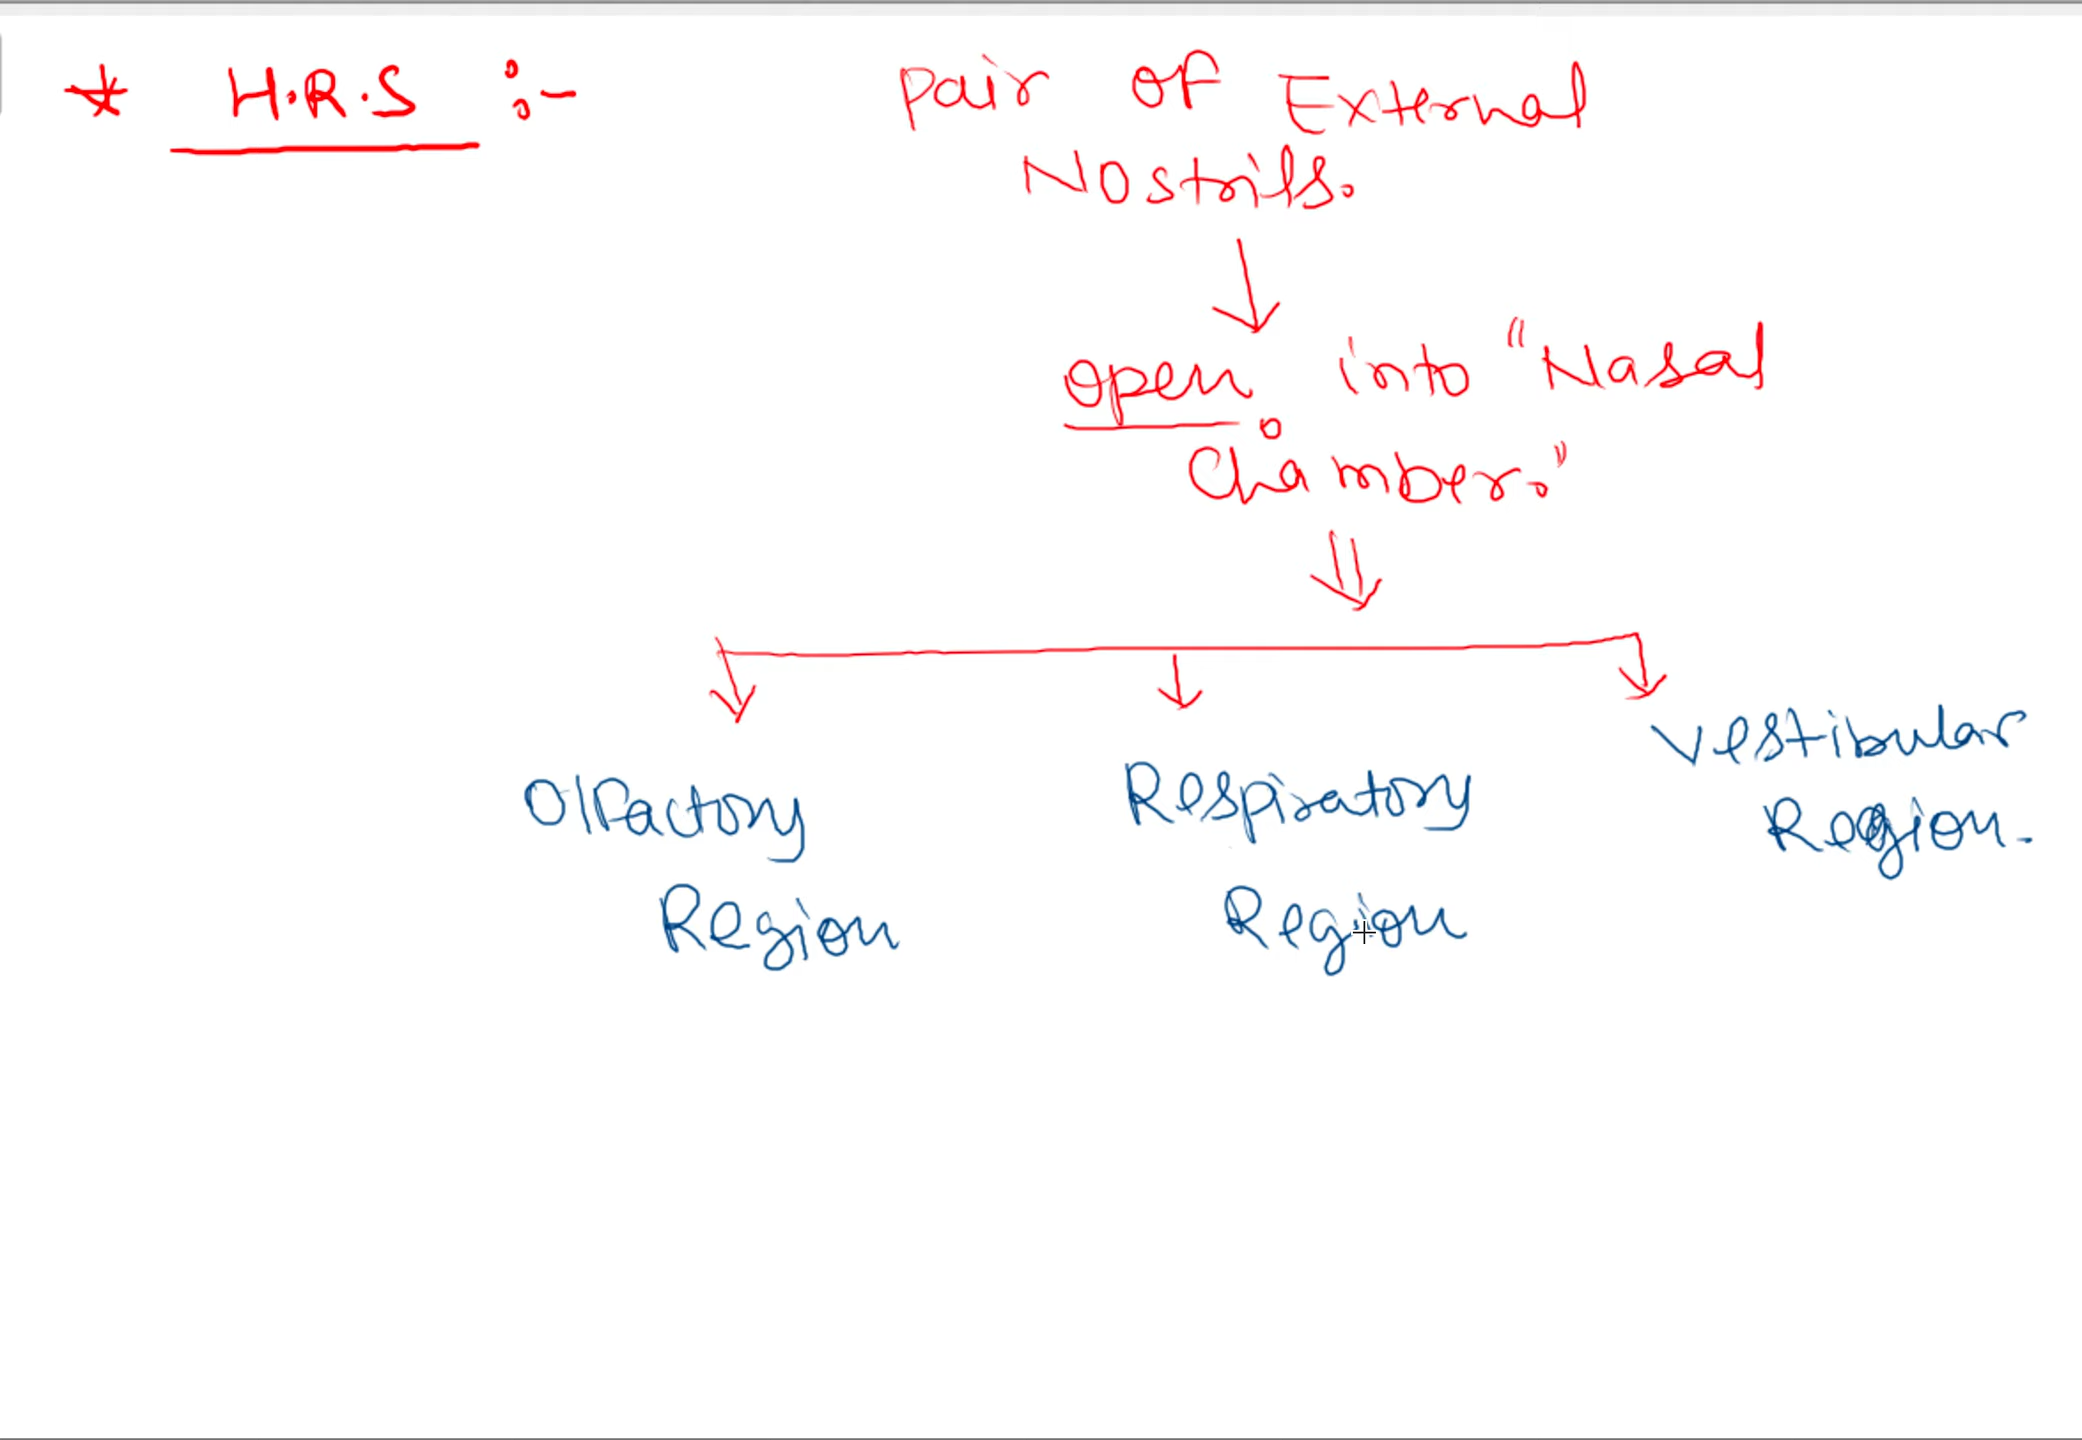 * H.R.S :-
Pair of External
Nostrils.
open into "Nasal
Chamber."
Olfactory
Region
Respiratory
Region
Vestibular
Region.